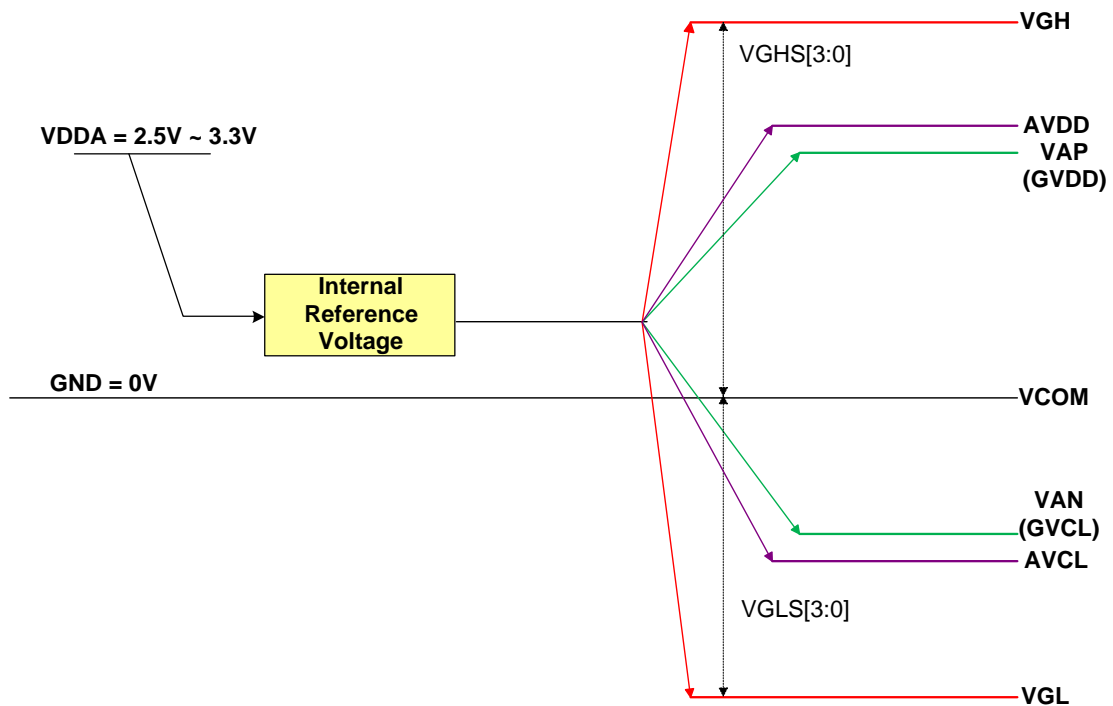 VGH
VGHS[3:0]
VDDA = 2.5V ~ 3.3V
AVDD
VAP
(GVDD)
Internal
Reference
Voltage
GND = 0V
VCOM
VAN
(GVCL)
AVCL
VGLS[3:0]
VGL